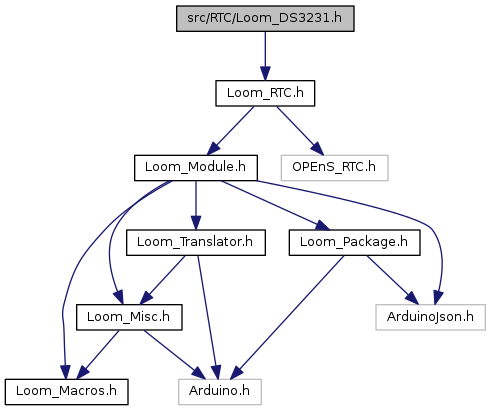 src/RTC/Loom_DS3231.h
Loom_RTC.h
Loom_Module.h
OPEnS_RTC.h
Loom_Translator.h
Loom_Package.h
Loom_Misc.h
ArduinoJson.h
Loom_Macros.h
Arduino.h